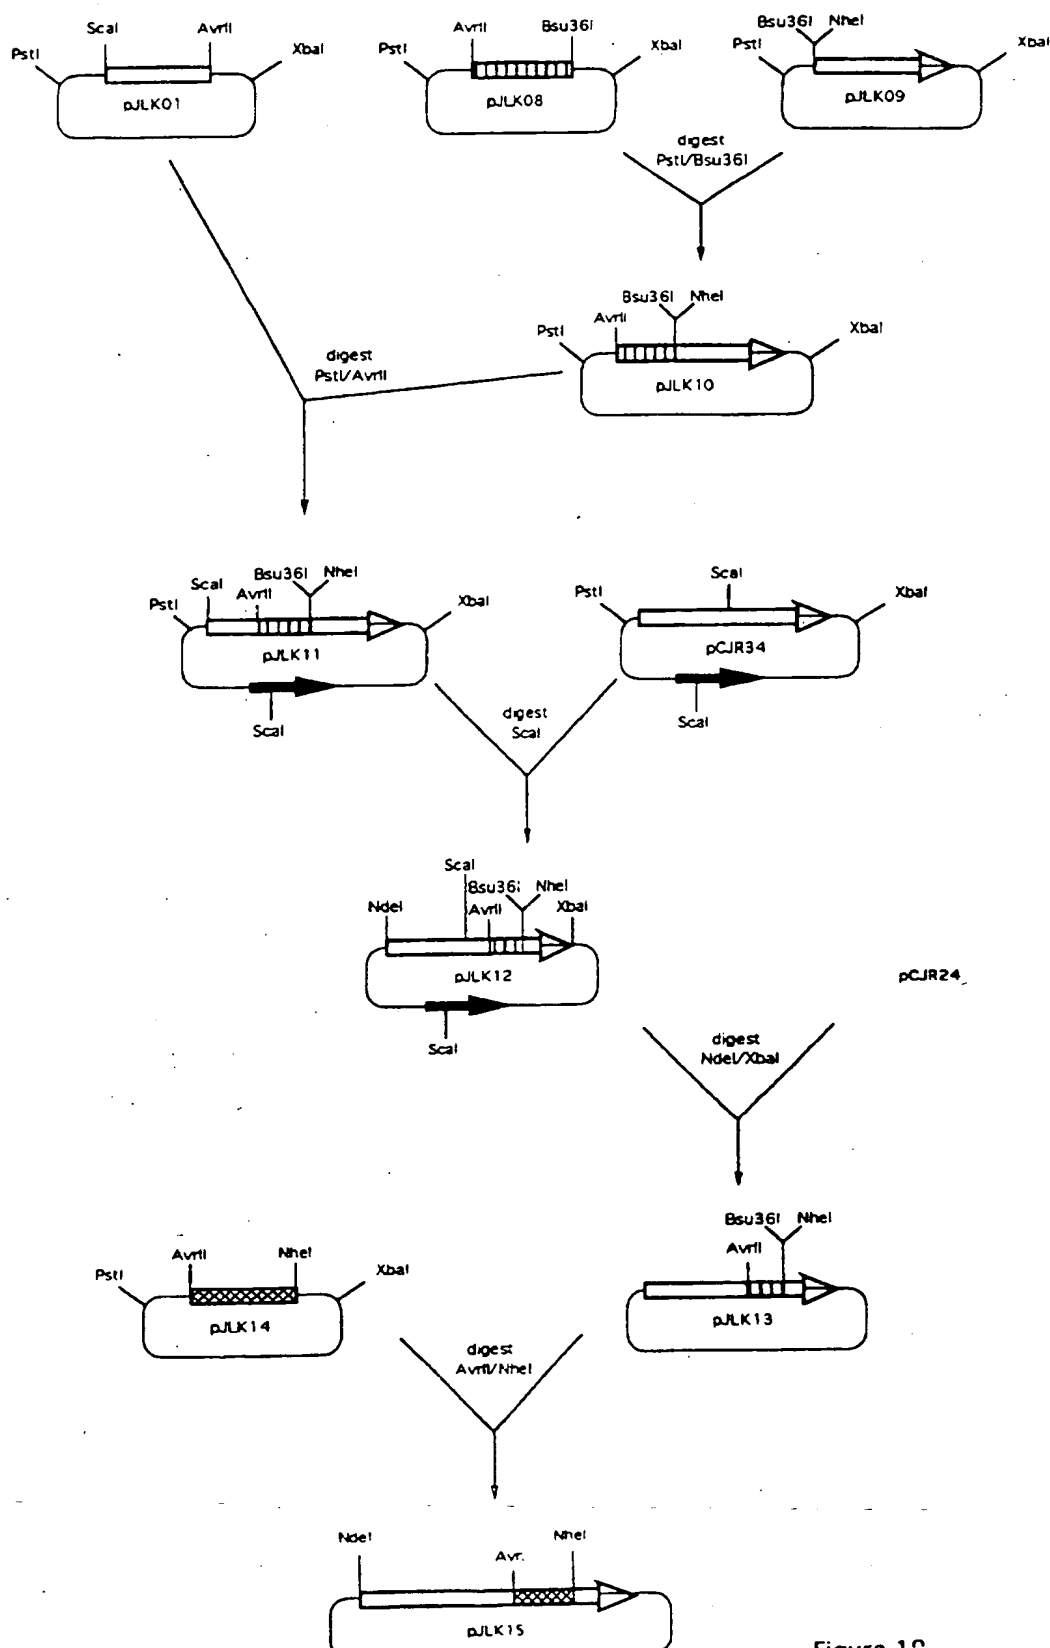 ScaI AvrII
PstI XbaI
pJLK01
AvrII Bsu36I
PstI XbaI
pJLK08
Bsu36I NheI
PstI XbaI
pJLK09
digest
PstI/Bsu36I
Bsu36I NheI
AvrII
PstI XbaI
pJLK10
digest
PstI/AvrII
Bsu36I NheI
ScaI AvrII
PstI XbaI
pJLK11
ScaI
ScaI
PstI XbaI
pCJR34
ScaI
digest
ScaI
ScaI
Bsu36I NheI
NdeI AvrII XbaI
pJLK12
ScaI
pCJR24
digest
NdeI/XbaI
Bsu36I NheI
AvrII
pJLK13
AvrII NheI
PstI XbaI
pJLK14
digest
AvrII/NheI
NdeI NheI
Avr.
pJLK15